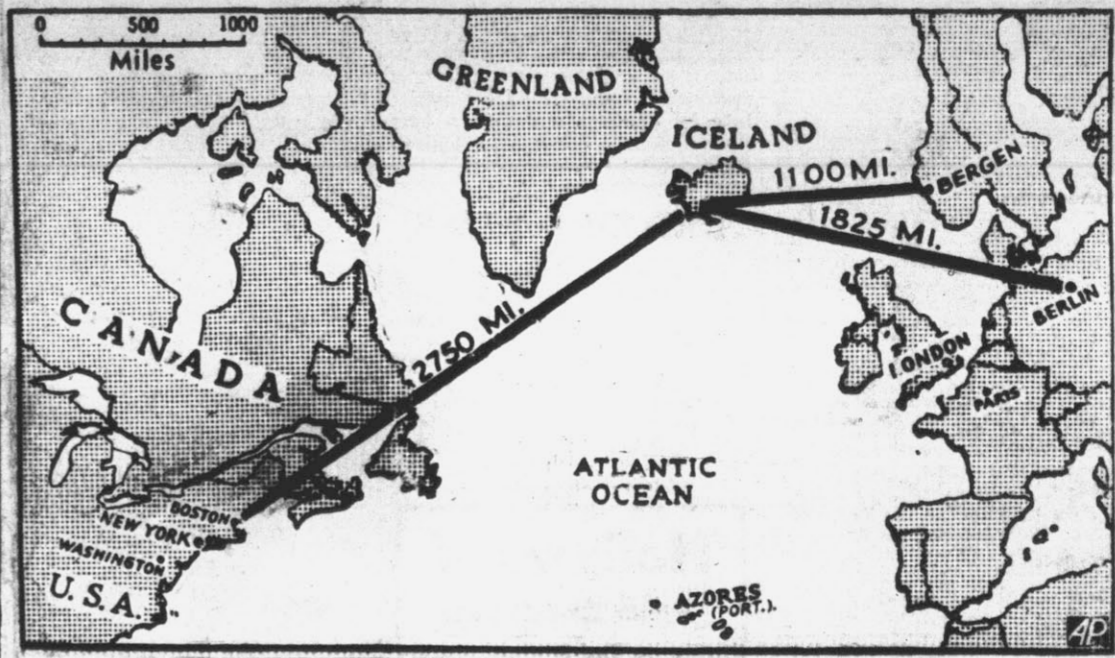 0 500 1000
Miles
GREENLAND
ICELAND
1100 MI.
BERGEN
1825 MI.
BERLIN
CANADA
2750 MI.
LONDON
PARIS
ATLANTIC
OCEAN
BOSTON
NEW YORK
WASHINGTON
U.S.A.
AZORES
(PORT.)
AP